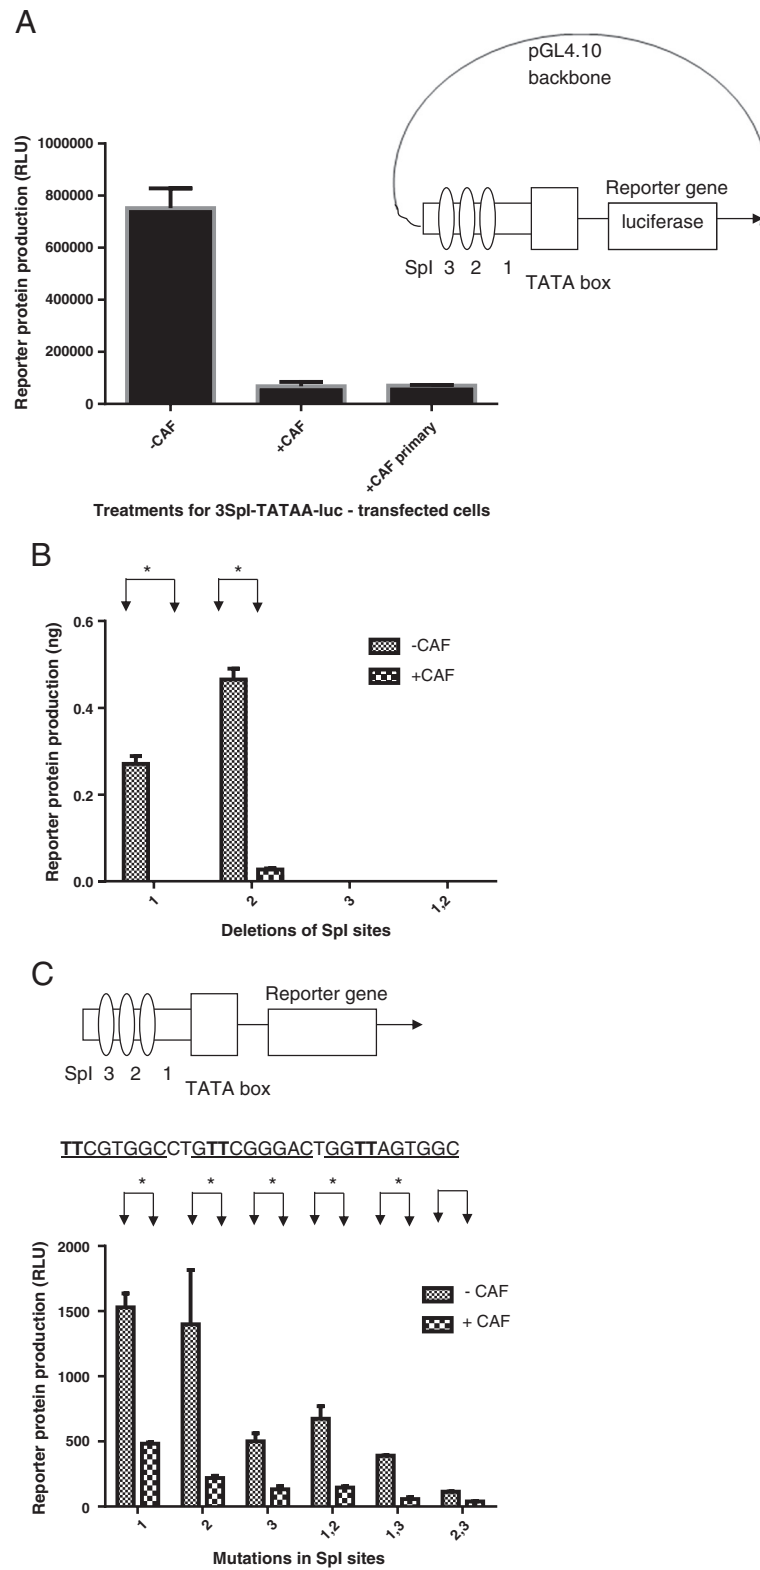 A
pGL4.10
backbone
Reporter protein production (RLU)
1000000
800000
600000
400000
200000
0
Reporter gene
luciferase
SpI 3 2 1
TATA box
-CAF
+CAF
+CAF primary
Treatments for 3SpI-TATAA-luc - transfected cells
B
* *
Reporter protein production (ng)
0.6
0.4
0.2
0.0
-CAF
+CAF
1 2 3 1,2
Deletions of SpI sites
C
Reporter gene
SpI 3 2 1
TATA box
TTCGTGGCCTGTTCGGGACTGGTTAGTGGC
* * * * *
Reporter protein production (RLU)
2000
1500
1000
500
0
- CAF
+ CAF
1 2 3 1,2 1,3 2,3
Mutations in SpI sites